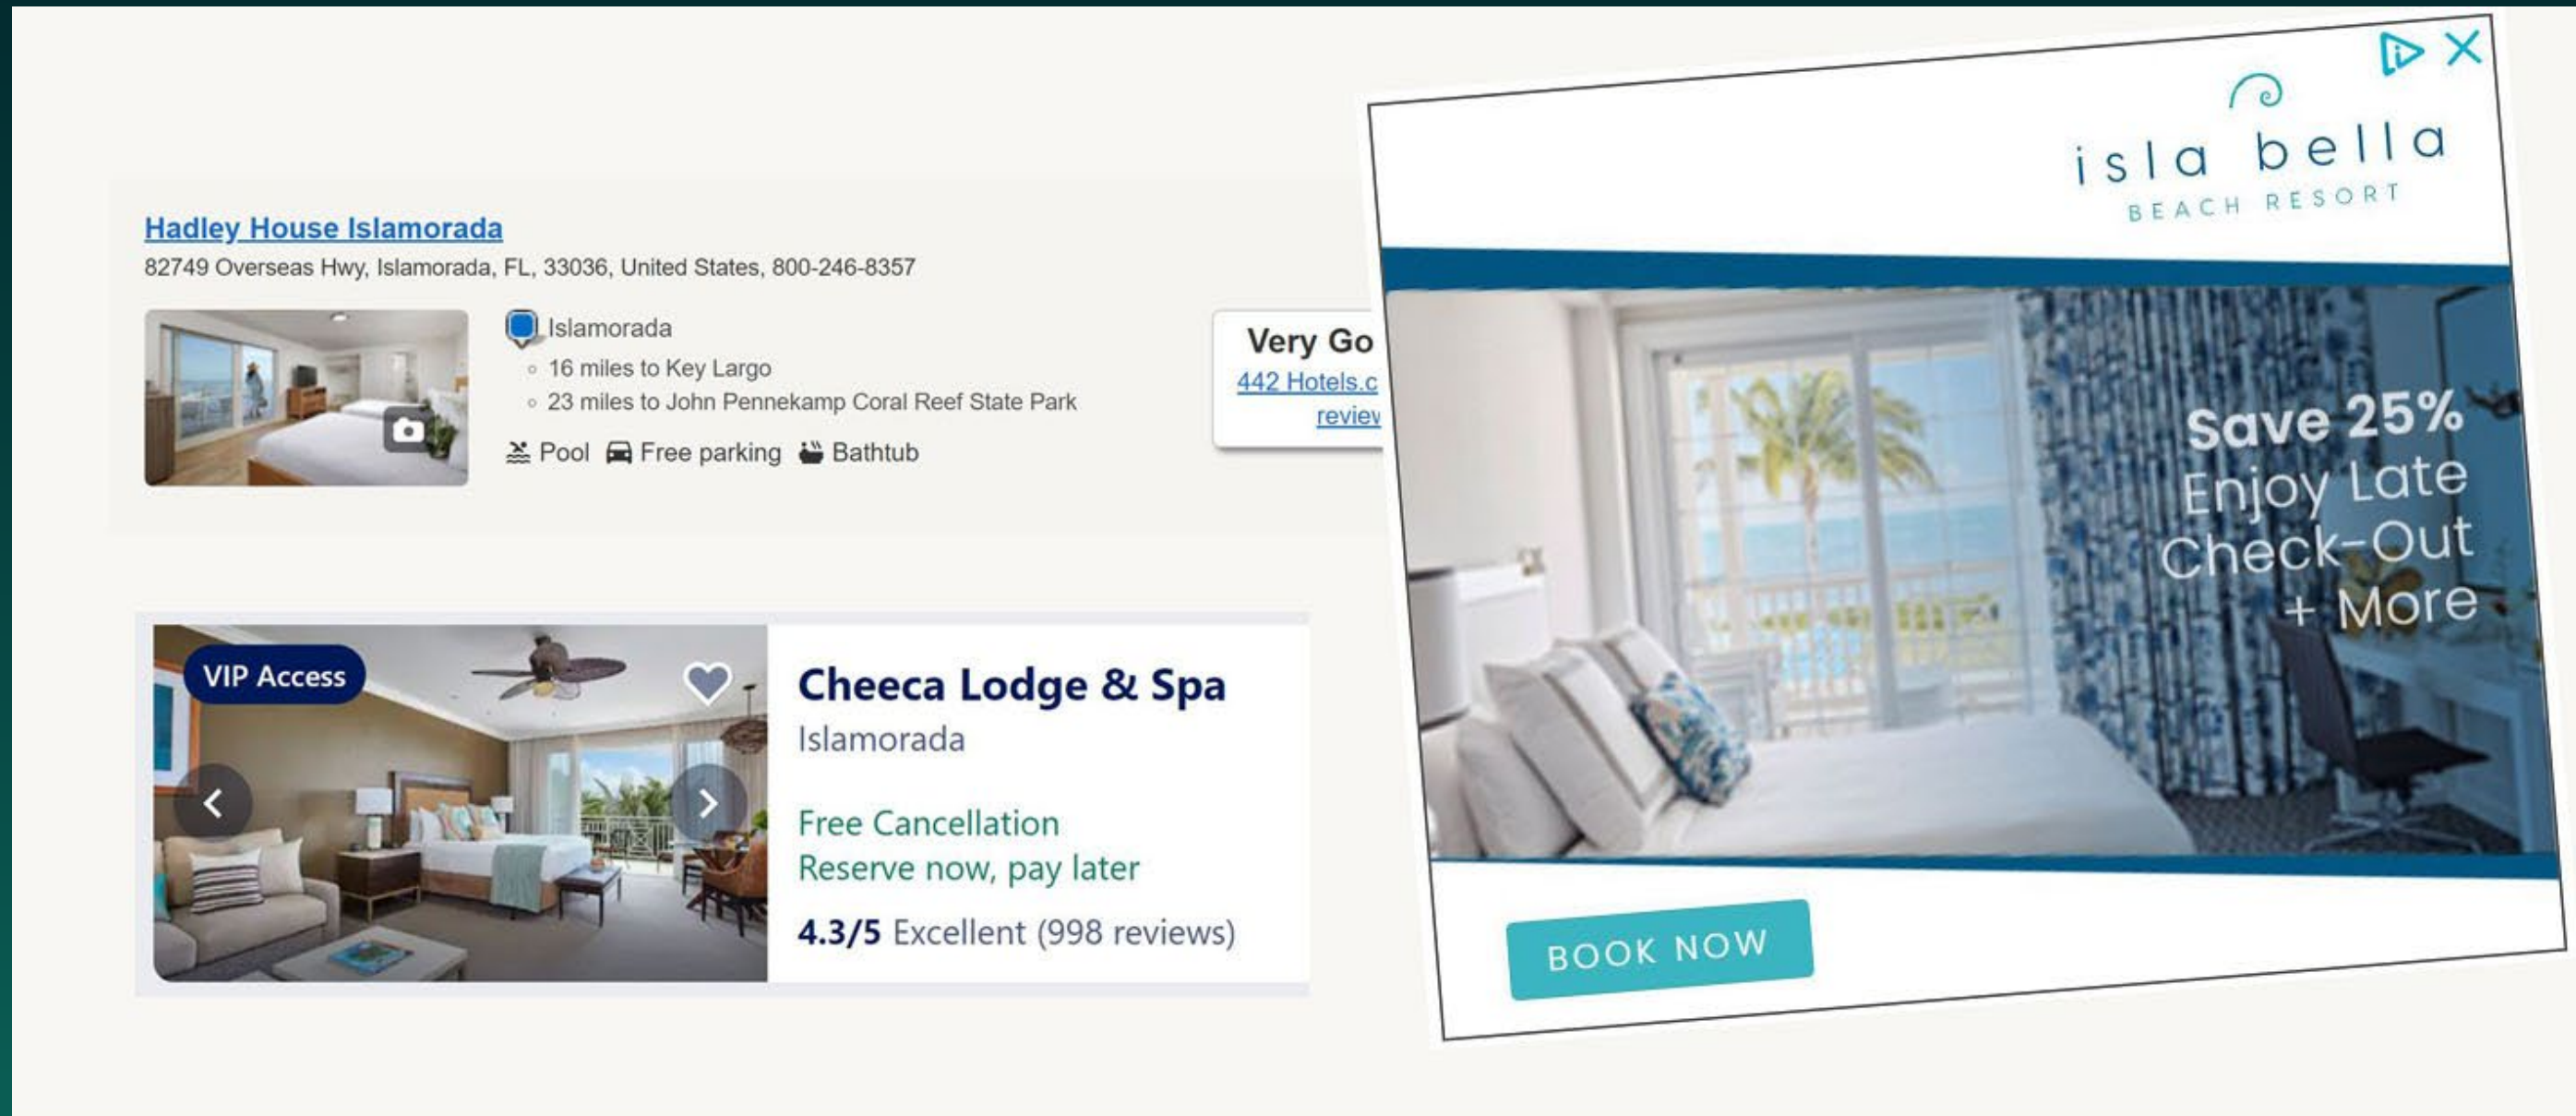 Hadley House Islamorada
82749 Overseas Hwy, Islamorada, FL, 33036, United States, 800-246-8357
Islamorada
16 miles to Key Largo
23 miles to John Pennekamp Coral Reef State Park
Pool Free parking Bathtub
Very Go
442 Hotels.c
review
VIP Access
Cheeca Lodge & Spa
Islamorada
Free Cancellation
Reserve now, pay later
4.3/5 Excellent (998 reviews)
isla bella
BEACH RESORT
Save 25%
Enjoy Late
Check-Out
+ More
BOOK NOW